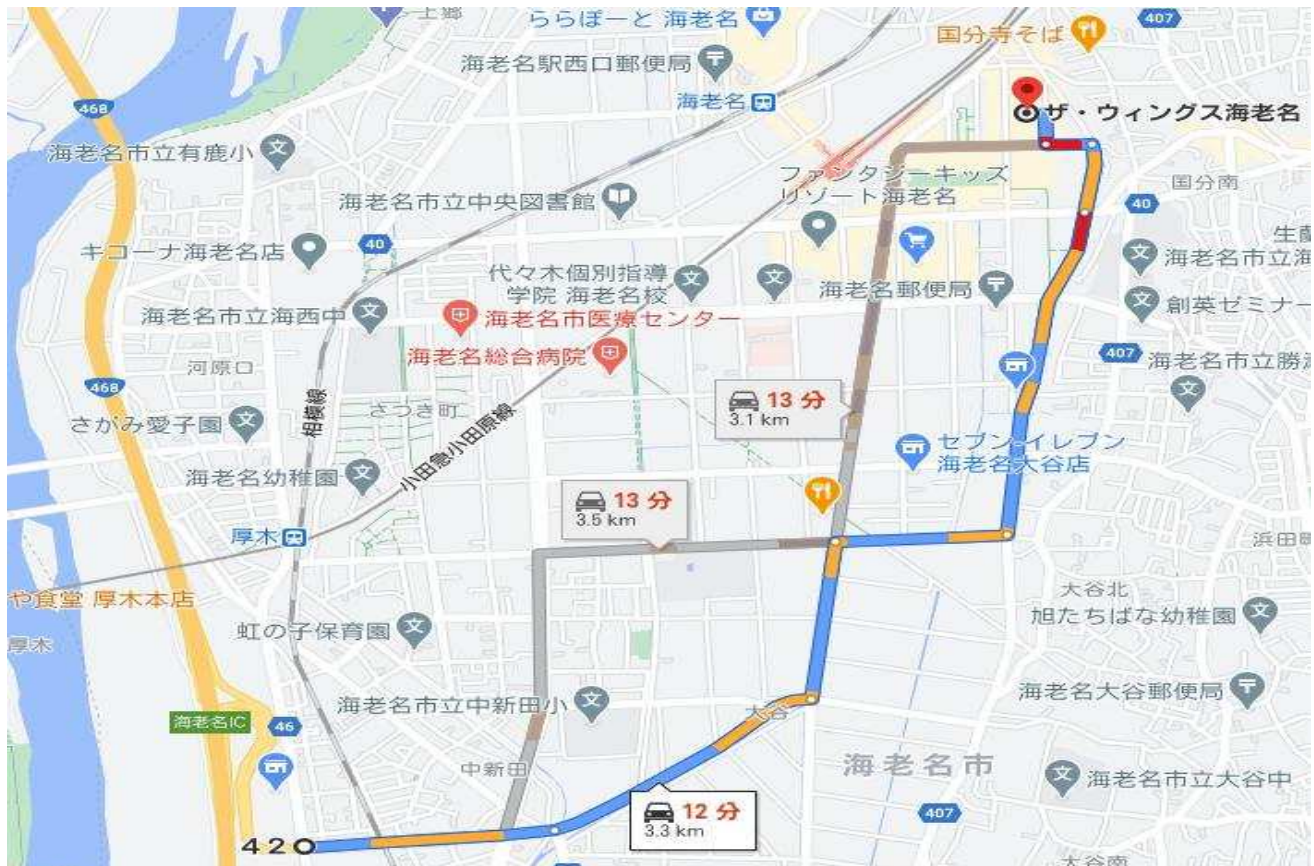 上郷
ららぽーと 海老名
407
国分寺そば
海老名駅西口郵便局
468
海老名
ザ・ウィングス海老名
海老名市立有鹿小
ファンタジーキッズ
リゾート海老名
国分南
海老名市立中央図書館
40
キコーナ海老名店
40
代々木個別指導
学院 海老名校
海老名市立海
海老名郵便局
海老名市立海西中
海老名市医療センター
創英ゼミナー
海老名総合病院
407
海老名市立勝
河原口
468
相模線
さつき町
13 分
3.1 km
さがみ愛子園
小田急小田原線
セブン-イレブン
海老名大谷店
海老名幼稚園
13 分
3.5 km
厚木
浜田町
や食堂 厚木本店
大谷北
旭たちばな幼稚園
虹の子保育園
厚木
海老名大谷郵便局
海老名市立中新田小
大谷
海老名IC
46
海老名市
中新田
海老名市立大谷中
12 分
3.3 km
407
42
大谷南